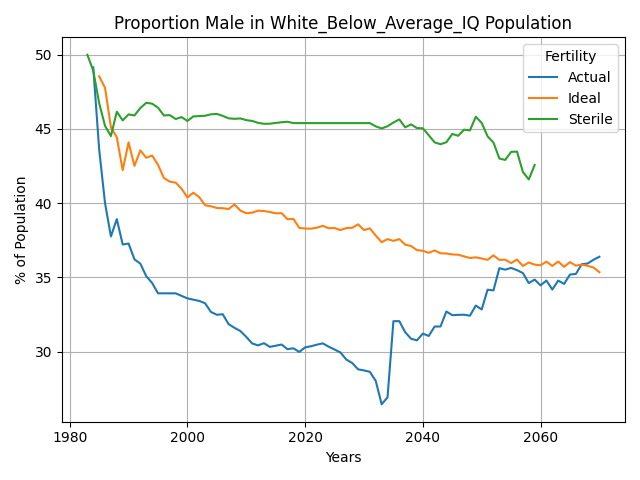 Proportion Male in White_Below_Average_IQ Population
Fertility
Actual
Ideal
Sterile
% of Population
50
45
40
35
30
1980
2000
2020
2040
2060
Years